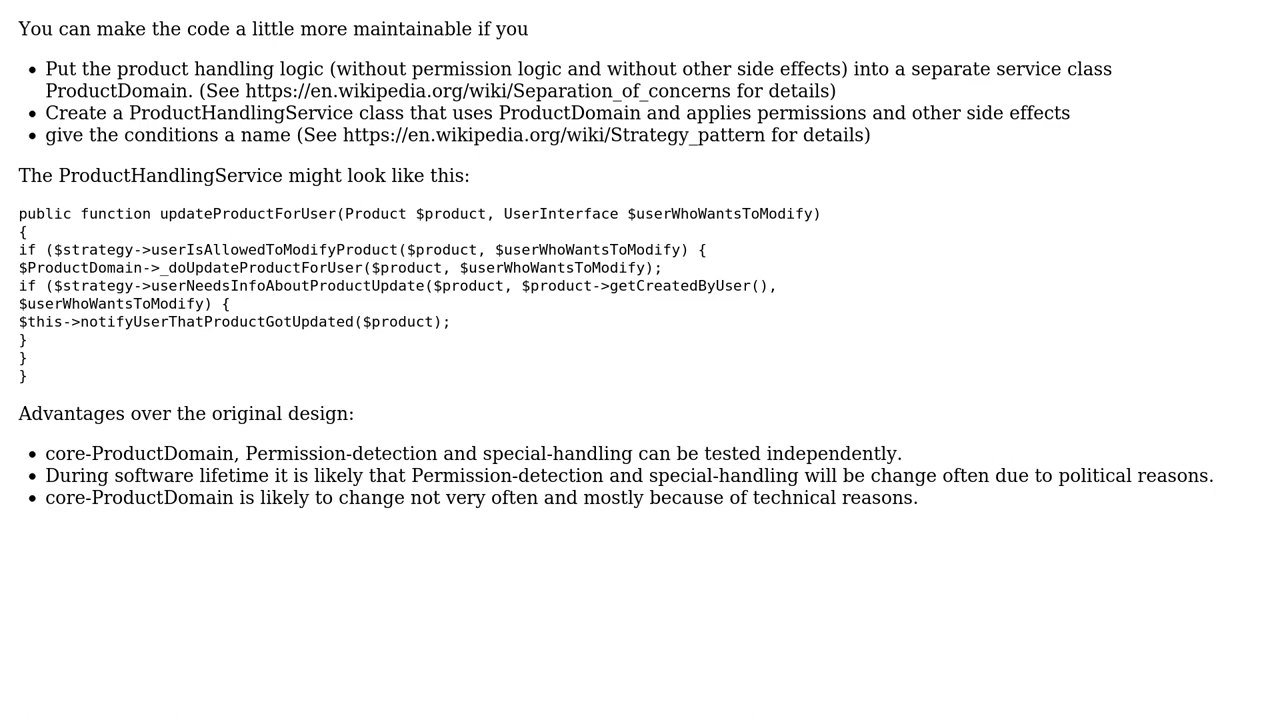 You can make the code a little more maintainable if you
• Put the product handling logic (without permission logic and without other side effects) into a separate service class
ProductDomain. (See https://en.wikipedia.org/wiki/Separation_of_concerns for details)
• Create a ProductHandlingService class that uses ProductDomain and applies permissions and other side effects
• give the conditions a name (See https://en.wikipedia.org/wiki/Strategy_pattern for details)
The ProductHandlingService might look like this:
public function updateProductForUser(Product $product, UserInterface $userWhoWantsToModify)
{
if ($strategy->userIsAllowedToModifyProduct($product, $userWhoWantsToModify) {
$ProductDomain->_doUpdateProductForUser($product, $userWhoWantsToModify);
if ($strategy->userNeedsInfoAboutProductUpdate($product, $product->getCreatedByUser(),
$userWhoWantsToModify) {
$this->notifyUserThatProductGotUpdated($product);
}
}
}
Advantages over the original design:
• core-ProductDomain, Permission-detection and special-handling can be tested independently.
• During software lifetime it is likely that Permission-detection and special-handling will be change often due to political reasons.
• core-ProductDomain is likely to change not very often and mostly because of technical reasons.